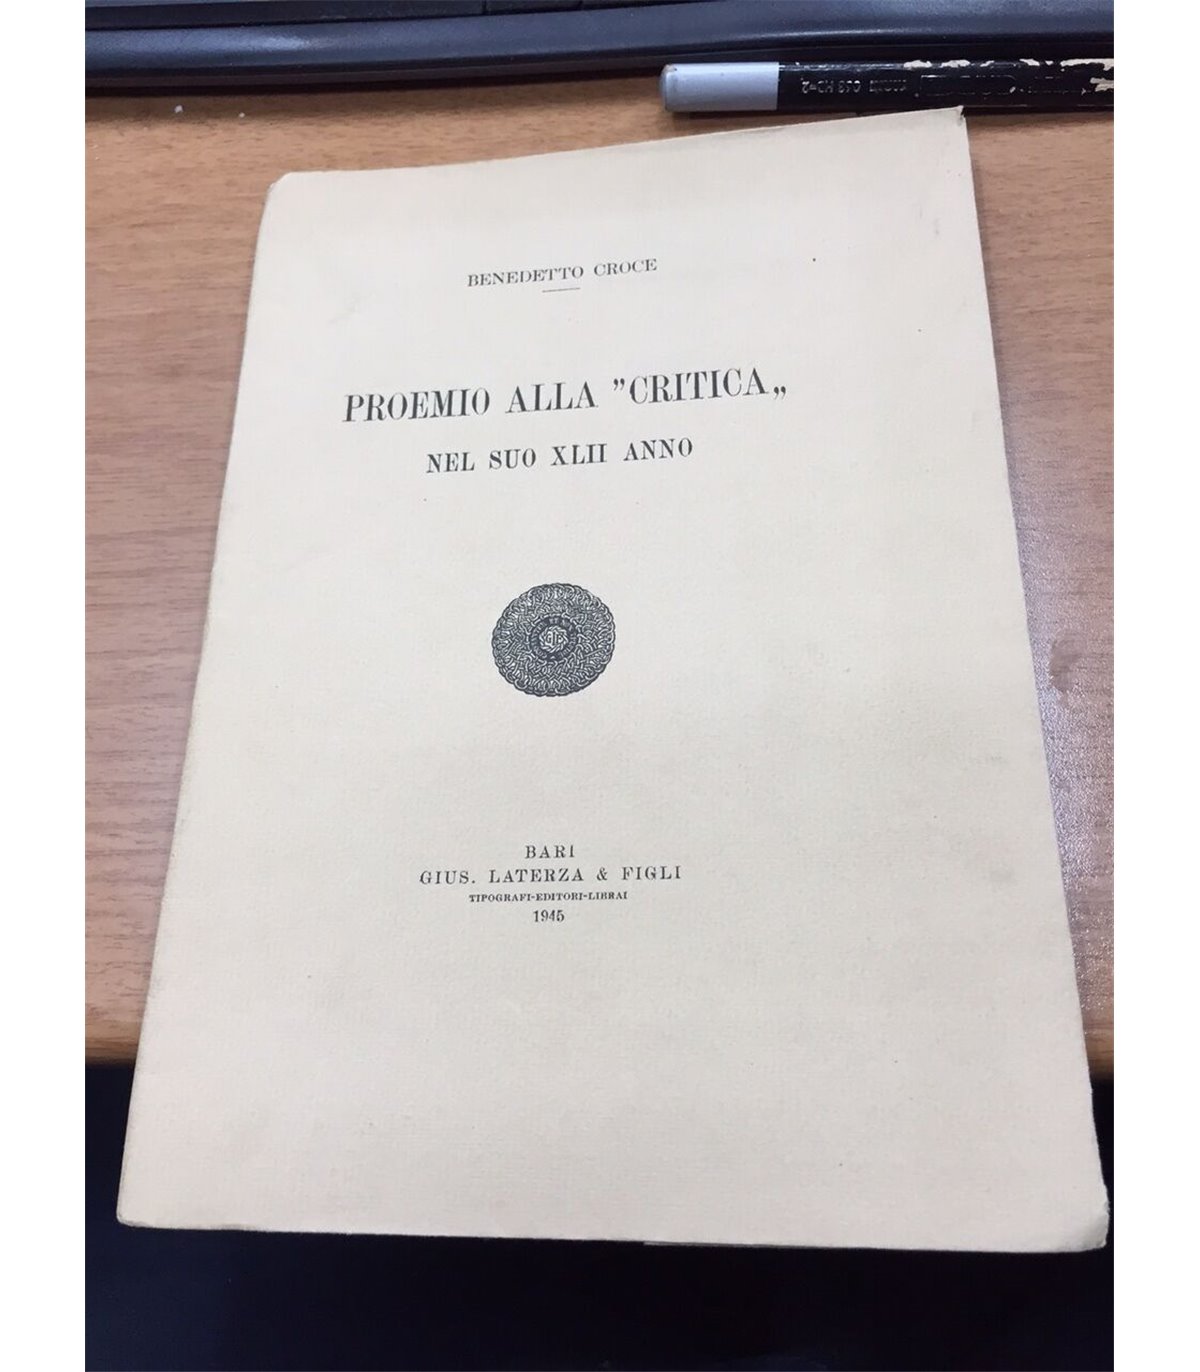 BENEDETTO CROCE
PROEMIO ALLA "CRITICA„
NEL SUO XLII ANNO
BARI
GIUS. LATERZA & FIGLI
TIPOGRAFI-EDITORI-LIBRAI
1945